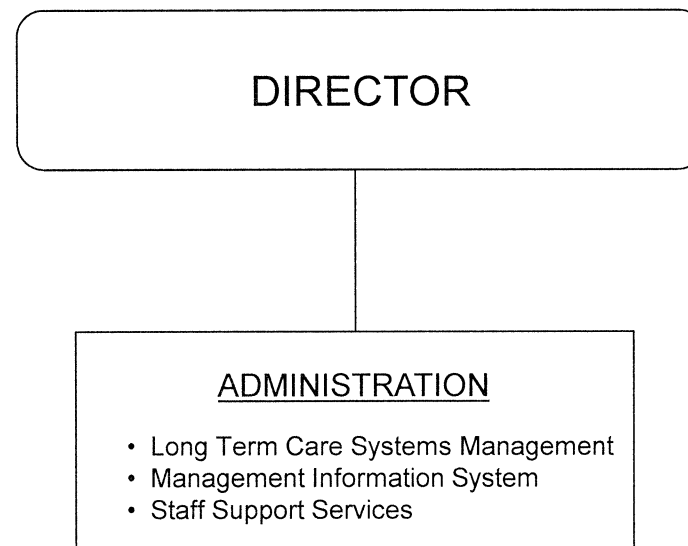 DIRECTOR
ADMINISTRATION
• Long Term Care Systems Management
• Management Information System
• Staff Support Services